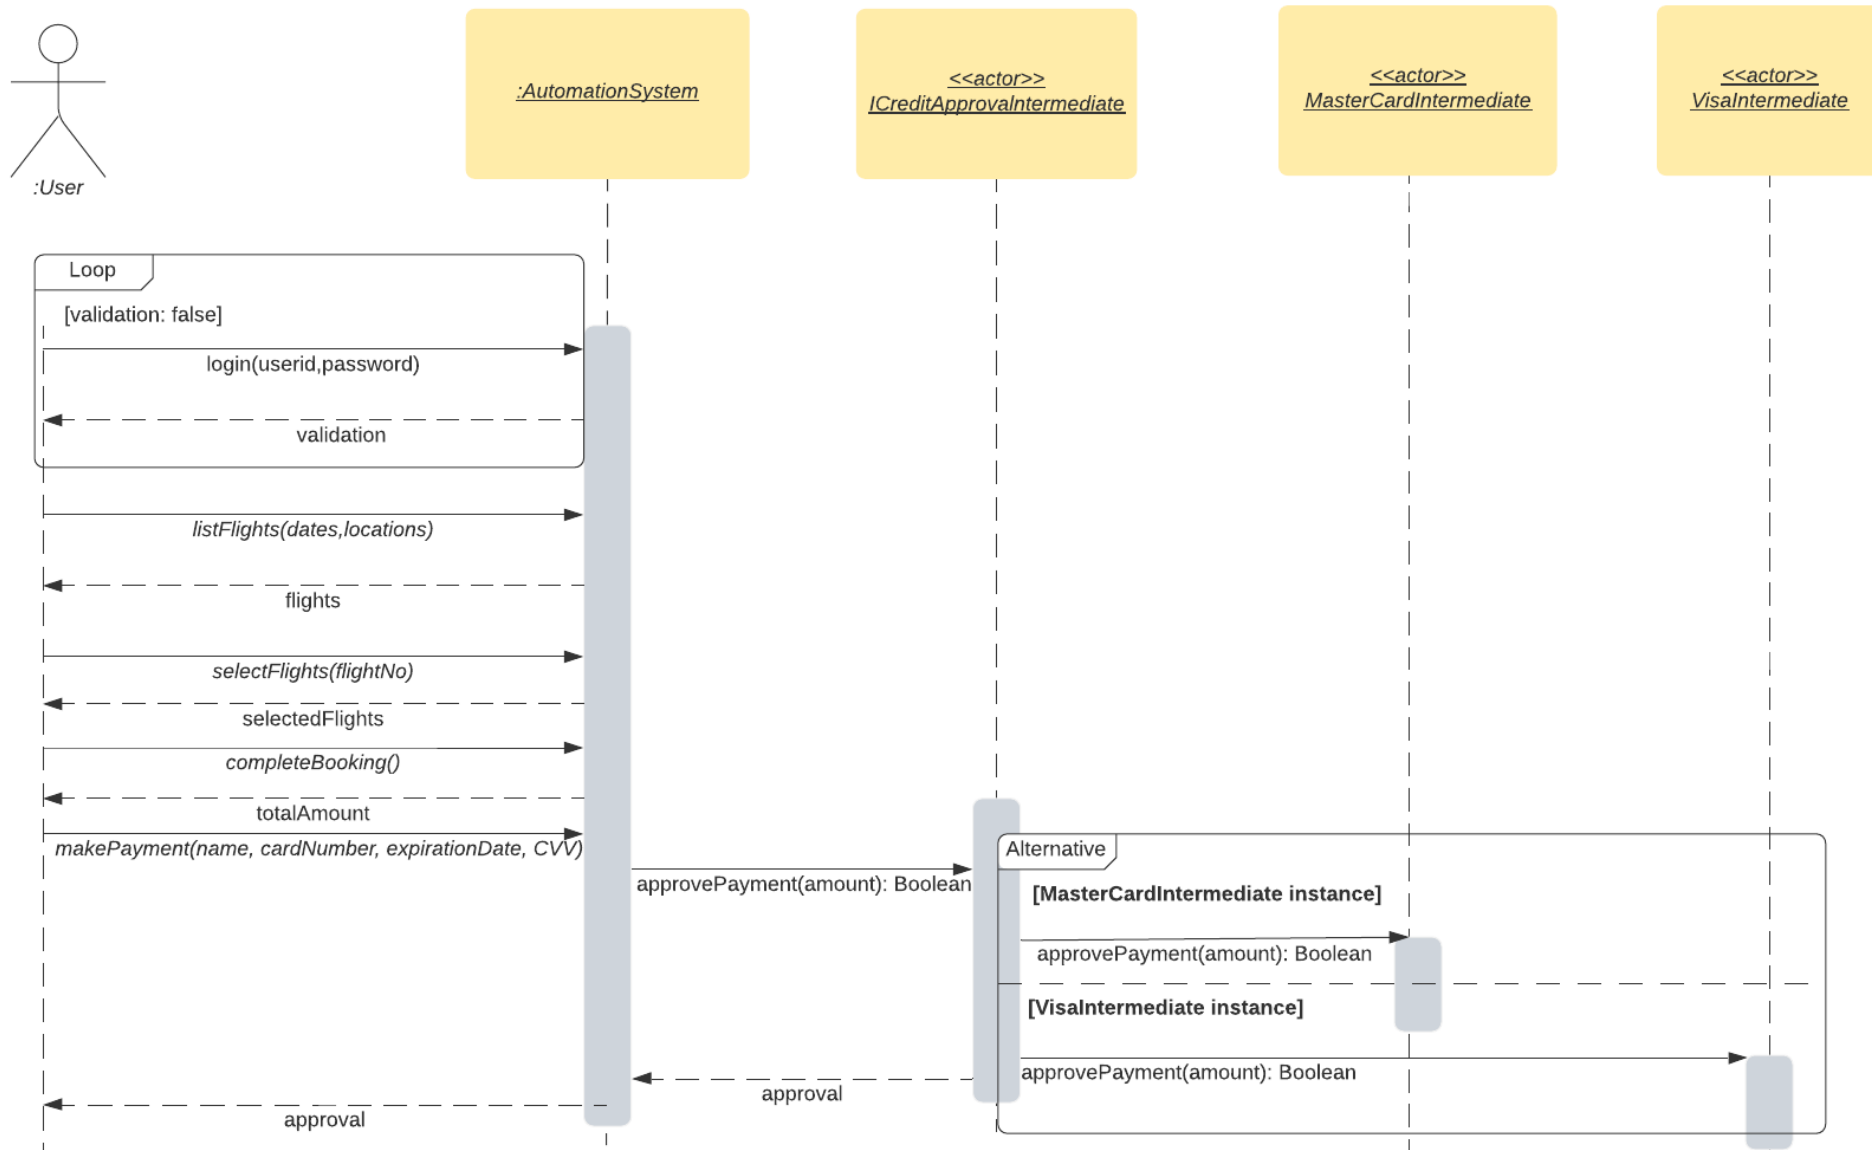 :User
:AutomationSystem
<<actor>>
ICreditApprovalntermediate
<<actor>>
MasterCardIntermediate
<<actor>>
VisaIntermediate
Loop
[validation: false]
login(userid,password)
validation
listFlights(dates,locations)
flights
selectFlights(flightNo)
selectedFlights
completeBooking()
totalAmount
makePayment(name, cardNumber, expirationDate, CVV)
Alternative
approvePayment(amount): Boolean
[MasterCardIntermediate instance]
approvePayment(amount): Boolean
[VisaIntermediate instance]
approvePayment(amount): Boolean
approval
approval